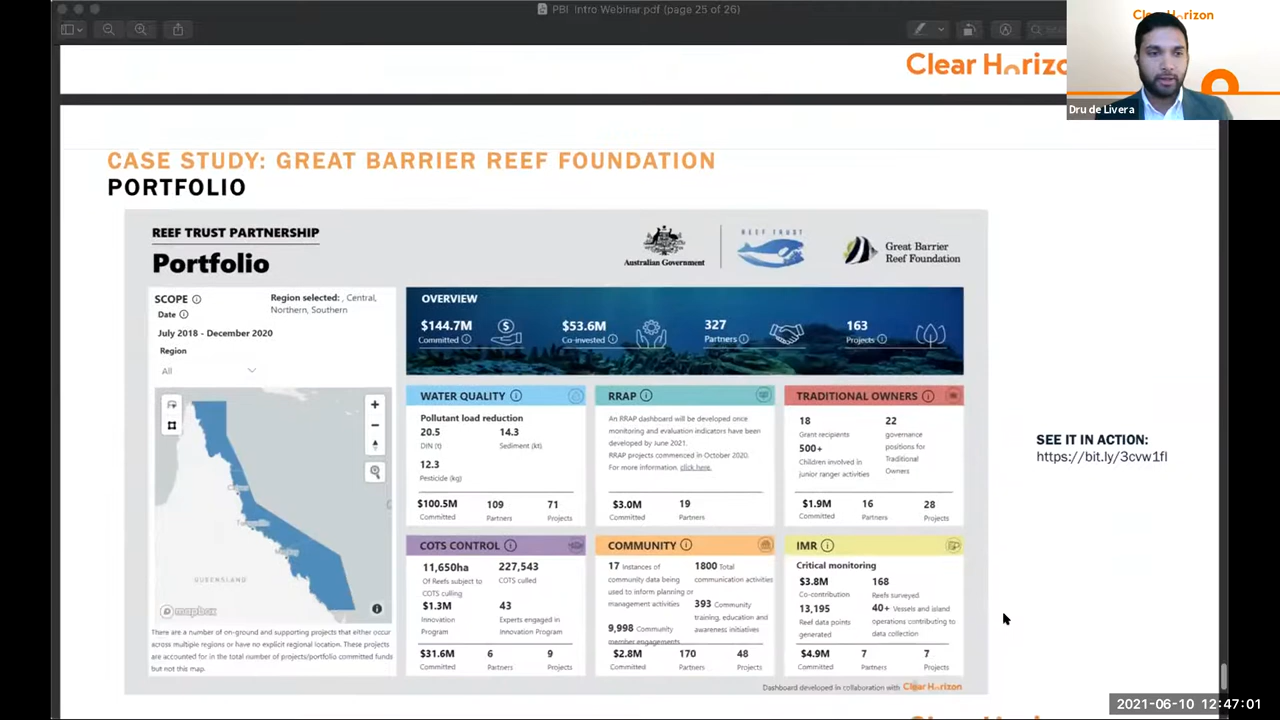 PBI Intro Webinar.pdf (page 25 of 26)
Clear Horizon
Clear Horizo
Dru de Livera
CASE STUDY: GREAT BARRIER REEF FOUNDATION
PORTFOLIO
REEF TRUST PARTNERSHIP
Portfolio
Australian Government
REEF TRUST
Great Barrier
Reef Foundation
SCOPE
Date
July 2018 - December 2020
Region
All
Region selected: , Central,
Northern, Southern
QUEENSLAND
mapbox
There are a number of on-ground and supporting projects that either occur
across multiple regions or have no explicit regional location. These projects
are accounted for in the total number of projects/portfolio committed funds
but not this map.
OVERVIEW
$144.7M
Committed
$53.6M
Co-invested
327
Partners
163
Projects
WATER QUALITY
Pollutant load reduction
20.5
DIN (t)
14.3
Sediment (kt)
12.3
Pesticide (kg)
$100.5M
Committed
109
Partners
71
Projects
RRAP
An RRAP dashboard will be developed once
monitoring and evaluation indicators have been
developed by June 2021.
RRAP projects commenced in October 2020.
For more information, click here.
$3.0M
Committed
19
Partners
TRADITIONAL OWNERS
18
Grant recipients
500+
Children involved in
junior ranger activities
22
governance
positions for
Traditional
Owners
$1.9M
Committed
16
Partners
28
Projects
COTS CONTROL
11,650ha
Of Reefs subject to
COTS culling
227,543
COTS culled
$1.3M
Innovation
Program
43
Experts engaged in
Innovation Program
$31.6M
Committed
6
Partners
9
Projects
COMMUNITY
17 Instances of
community data being
used to inform planning or
management activities
9,998 Community
member engagements
1800 Total
communication activities
393 Community
training, education and
awareness initiatives
$2.8M
Committed
170
Partners
48
Projects
IMR
Critical monitoring
$3.8M
Co-contribution
168
Reefs surveyed
13,195
Reef data points
generated
40+ Vessels and island
operations contributing to
data collection
$4.9M
Committed
7
Partners
7
Projects
Dashboard developed in collaboration with Clear Horizon
SEE IT IN ACTION:
https://bit.ly/3cvw1fl
2021-06-10 12:47:01